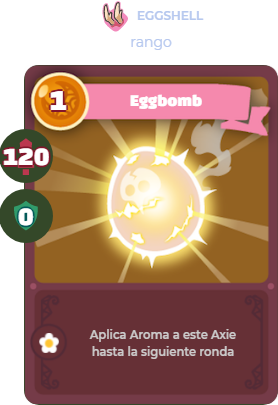 EGGSHELL
rango
1
Eggbomb
120
0
Aplica Aroma a este Axie
hasta la siguiente ronda